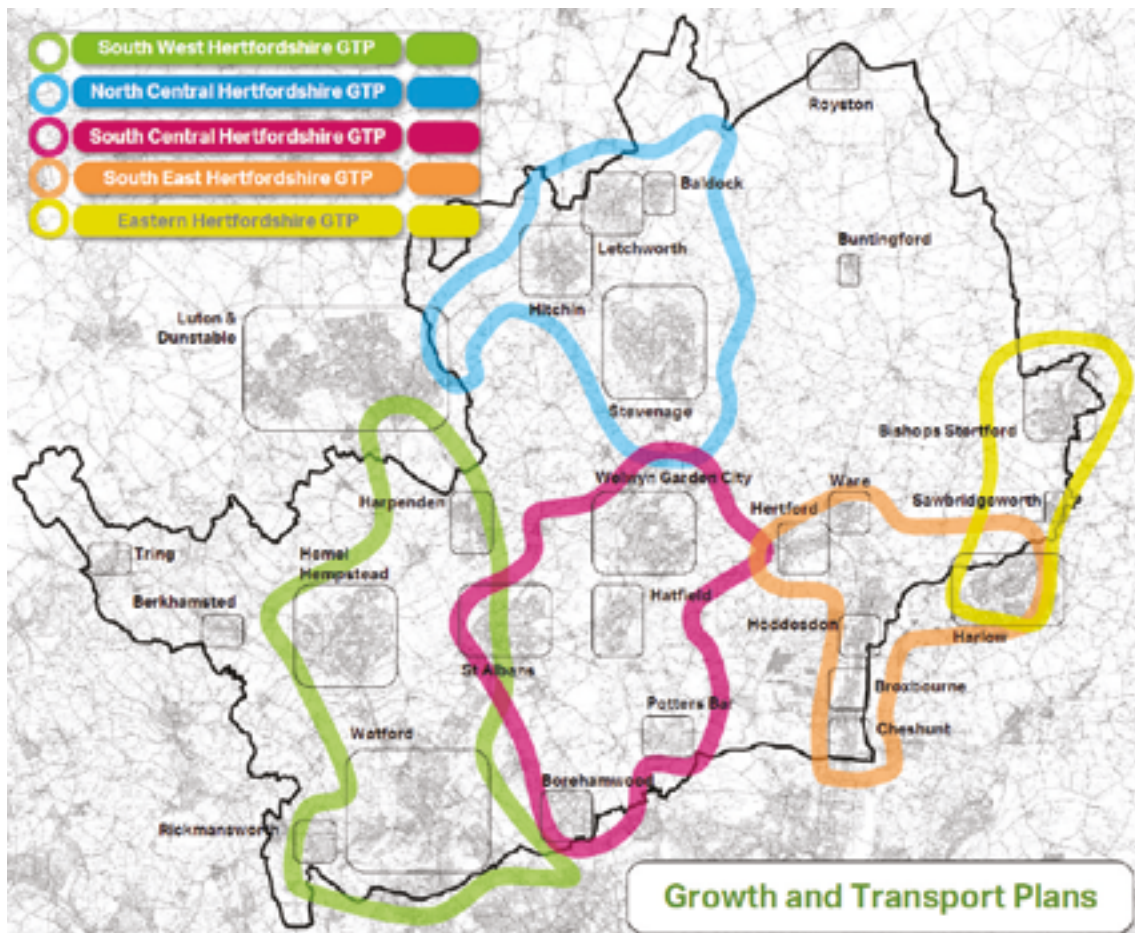 South West Hertfordshire GTP
North Central Hertfordshire GTP
South Central Hertfordshire GTP
South East Hertfordshire GTP
Eastern Hertfordshire GTP
Royston
Baldock
Letchworth
Buntingford
Hitchin
Luton &
Dunstable
Stevenage
Bishops Stortford
Welwyn Garden City
Ware
Harpenden
Hertford
Sawbridgeworth
Tring
Hemel
Hempstead
Berkhamsted
Hatfield
Hoddesdon
Harlow
St Albans
Broxbourne
Potters Bar
Cheshunt
Watford
Borehamwood
Rickmansworth
Growth and Transport Plans